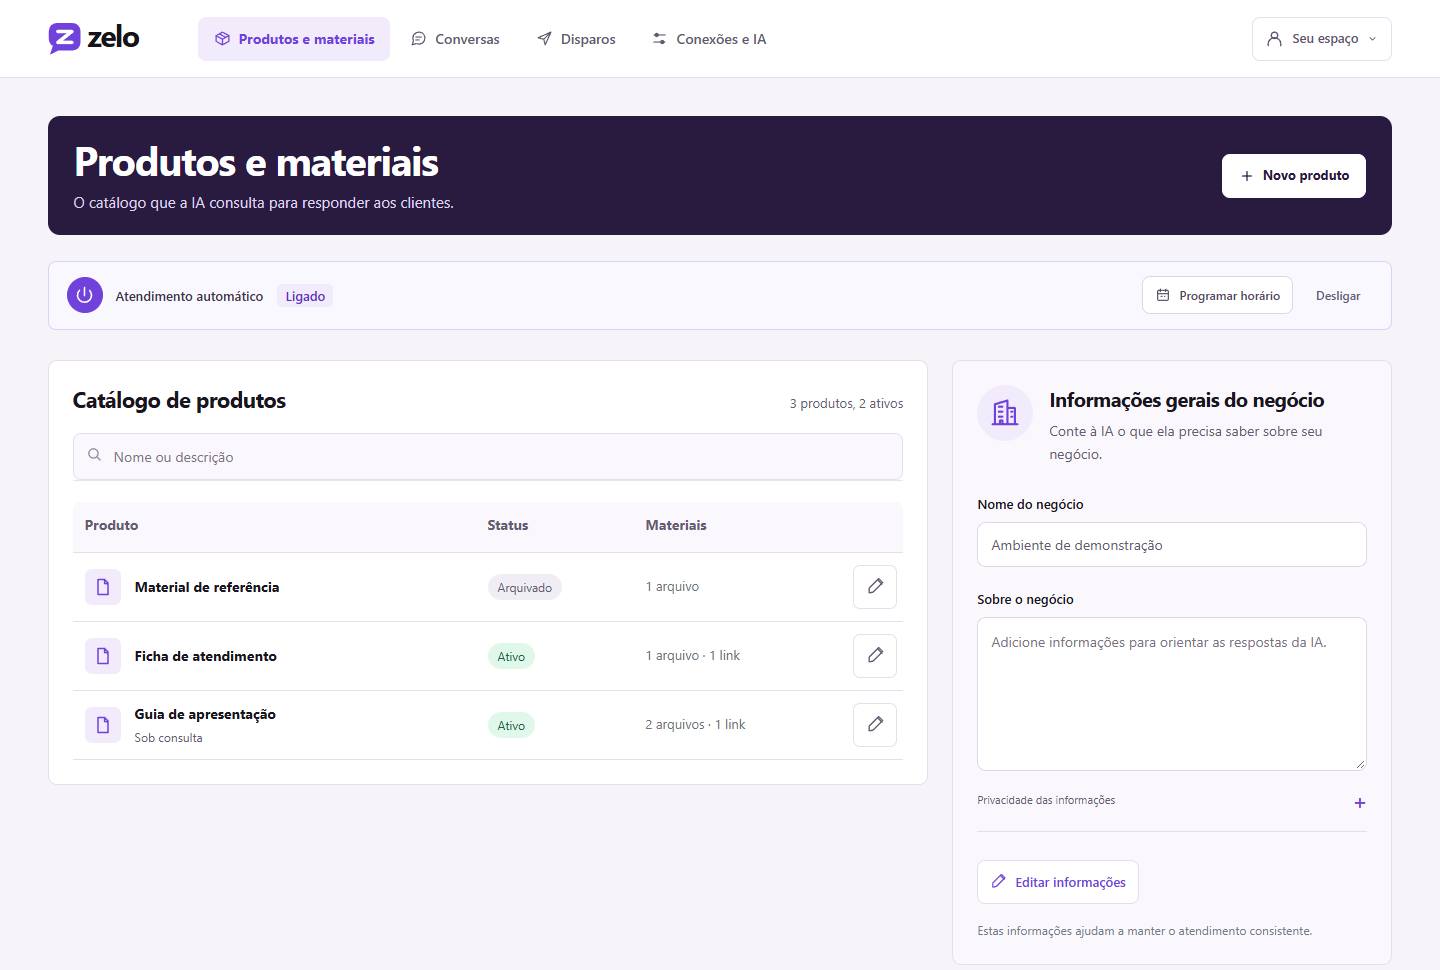 zelo
Produtos e materiais
Conversas
Disparos
Conexões e IA
Seu espaço
Produtos e materiais
O catálogo que a IA consulta para responder aos clientes.
+ Novo produto
Atendimento automático
Ligado
Programar horário
Desligar
Catálogo de produtos
3 produtos, 2 ativos
Nome ou descrição
Produto
Status
Materiais
Material de referência
Arquivado
1 arquivo
Ficha de atendimento
Ativo
1 arquivo · 1 link
Guia de apresentação
Sob consulta
Ativo
2 arquivos · 1 link
Informações gerais do negócio
Conte à IA o que ela precisa saber sobre seu
negócio.
Nome do negócio
Ambiente de demonstração
Sobre o negócio
Adicione informações para orientar as respostas da IA.
Privacidade das informações
+
Editar informações
Estas informações ajudam a manter o atendimento consistente.